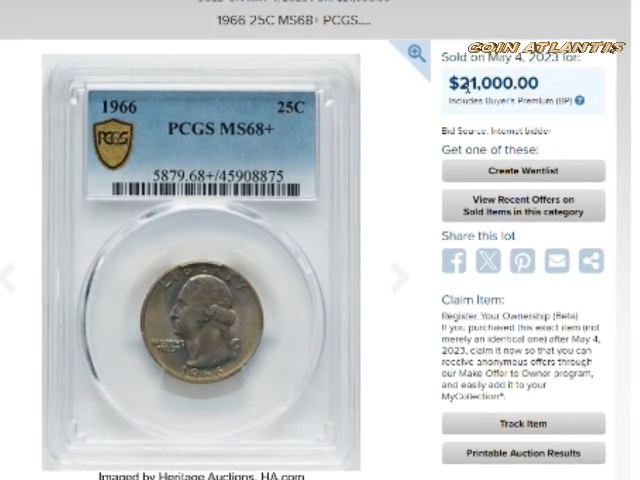 1966 25C MS68+ PCGS....
COIN ATLANTIS
Sold on May 4, 2023 for:
$21,000.00
Includes Buyer's Premium (BP)
Bid Source: Internet bidder
Get one of these:
Create Wantlist
View Recent Offers on
Sold Items in this category
Share this lot
Claim Item:
Register Your Ownership (Beta)
If you purchased this exact item (not
merely an identical one) after May 4,
2023, claim it now so that you can
receive anonymous offers through
our Make Offer to Owner program,
and easily add it to your
MyCollection
Track Item
Printable Auction Results
1966 25C
PCGS MS68+
PCGS
5879.68+/45908875
LIBERTY
1966
Imaged by Heritage Auctions, HA.com